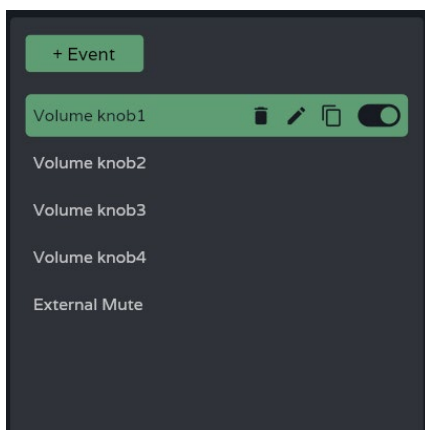 + Event
Volume knob1
Volume knob2
Volume knob3
Volume knob4
External Mute